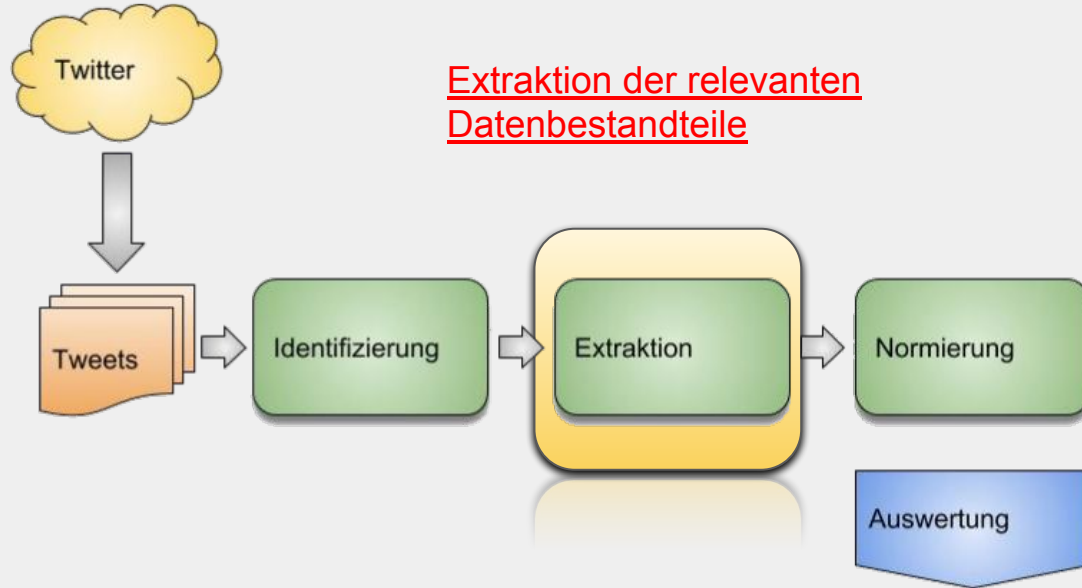 Twitter
Extraktion der relevanten
Datenbestandteile
Tweets
Identifizierung
Extraktion
Normierung
Auswertung